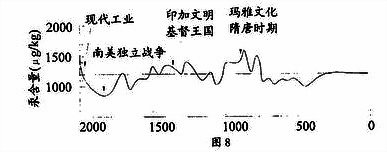 现代工业
印加文明
玛雅文化
基督王国
隋唐时期
南美独立战争
汞含量(μg/kg)
2000
1500
1200
1000
2000
1500
1000
500
0
图8